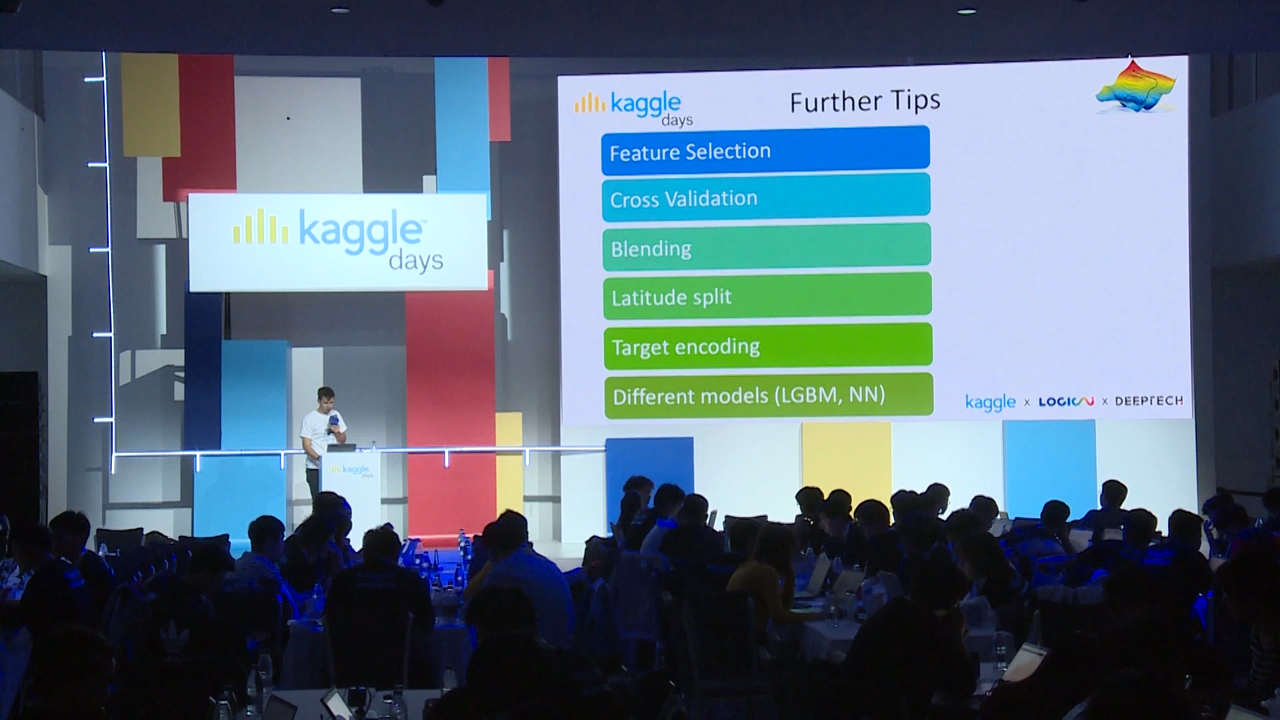 kaggle™
days
kaggle
days
Further Tips
Feature Selection
Cross Validation
Blending
Latitude split
Target encoding
Different models (LGBM, NN)
kaggle x LOGIC x DEEPTECH
kaggle
days